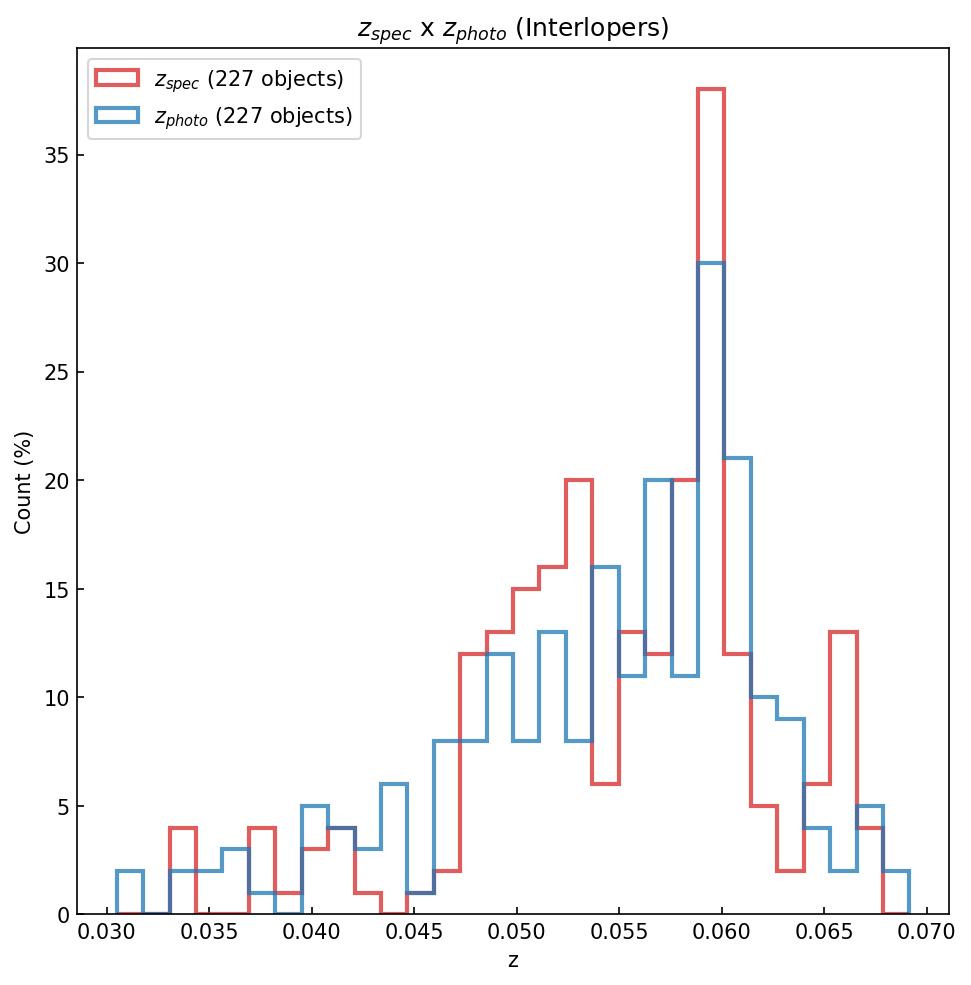 z_spec x z_photo (Interlopers)
z_spec (227 objects)
z_photo (227 objects)
Count (%)
35
30
25
20
15
10
5
0
0.030 0.035 0.040 0.045 0.050 0.055 0.060 0.065 0.070
z